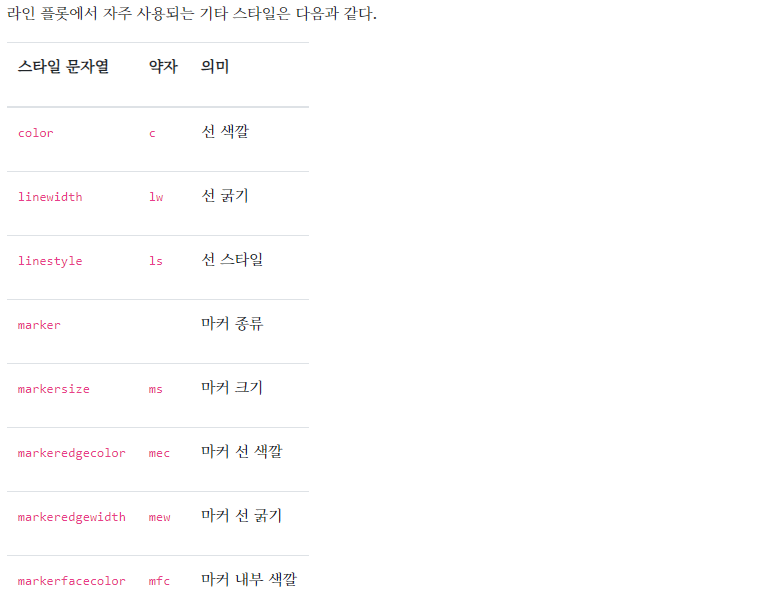 라인 플롯에서 자주 사용되는 기타 스타일은 다음과 같다.
스타일 문자열 약자 의미
color c 선 색깔
linewidth lw 선 굵기
linestyle ls 선 스타일
marker 마커 종류
markersize ms 마커 크기
markeredgecolor mec 마커 선 색깔
markeredgewidth mew 마커 선 굵기
markerfacecolor mfc 마커 내부 색깔